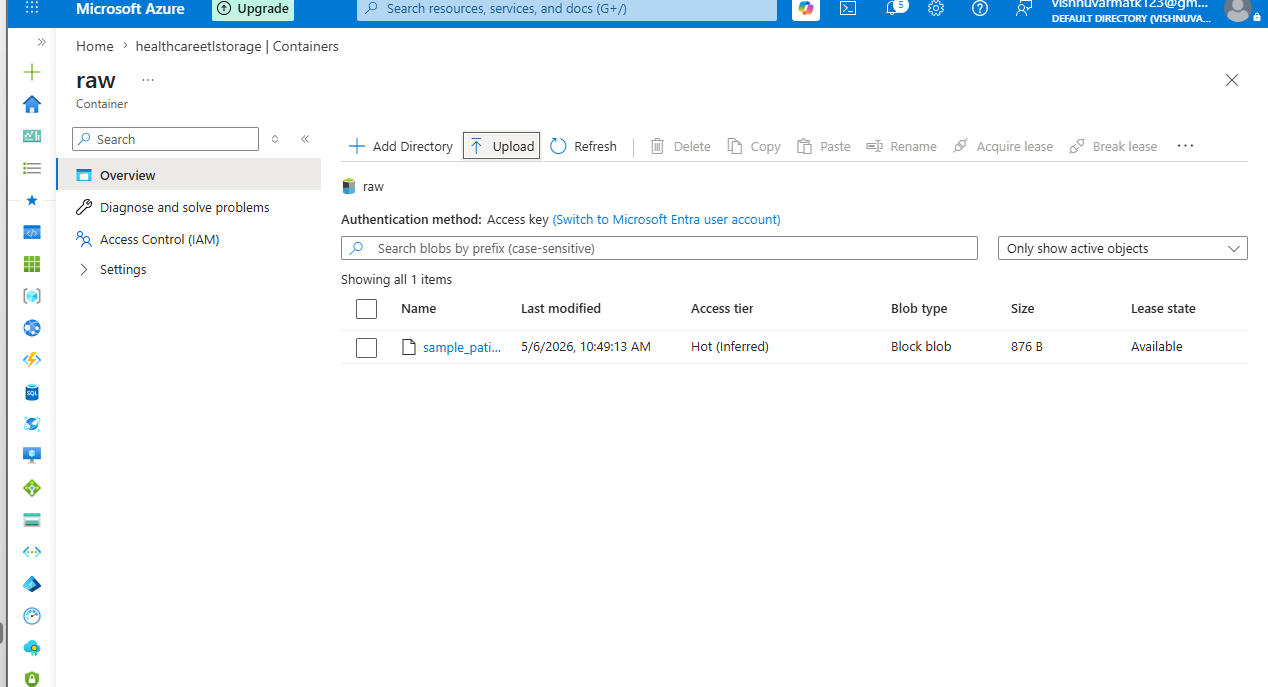 Microsoft Azure
Upgrade
Search resources, services, and docs (G+/)
5
vishnuvarmatk123@gm...
DEFAULT DIRECTORY (VISHNUVA...
Home > healthcareetlstorage | Containers
raw
...
Container
Search
Overview
Diagnose and solve problems
Access Control (IAM)
Settings
Add Directory
Upload
Refresh
Delete
Copy
Paste
Rename
Acquire lease
Break lease
...
raw
Authentication method: Access key (Switch to Microsoft Entra user account)
Search blobs by prefix (case-sensitive)
Only show active objects
Showing all 1 items
Name Last modified Access tier Blob type Size Lease state
sample_pati... 5/6/2026, 10:49:13 AM Hot (Inferred) Block blob 876 B Available
SQL